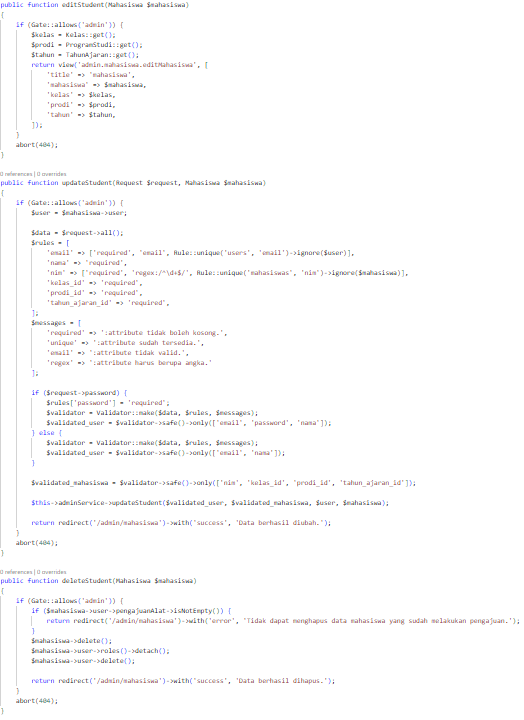 public function editStudent(Mahasiswa $mahasiswa)
{
if (Gate::allows('admin')) {
$kelas = Kelas::get();
$prodi = ProgramStudi::get();
$tahun = TahunAjaran::get();
return view('admin.mahasiswa.editMahasiswa', [
'title' => 'mahasiswa',
'mahasiswa' => $mahasiswa,
'kelas' => $kelas,
'prodi' => $prodi,
'tahun' => $tahun,
]);
}
abort(404);
}
0 references | 0 overrides
public function updateStudent(Request $request, Mahasiswa $mahasiswa)
{
if (Gate::allows('admin')) {
$user = $mahasiswa->user;
$data = $request->all();
$rules = [
'email' => ['required', 'email', Rule::unique('users', 'email')->ignore($user)],
'nama' => 'required',
'nim' => ['required', 'regex:/^\d+$/', Rule::unique('mahasiswas', 'nim')->ignore($mahasiswa)],
'kelas_id' => 'required',
'prodi_id' => 'required',
'tahun_ajaran_id' => 'required',
];
$messages = [
'required' => ':attribute tidak boleh kosong.',
'unique' => ':attribute sudah tersedia.',
'email' => ':attribute tidak valid.',
'regex' => ':attribute harus berupa angka.'
];
if ($request->password) {
$rules['password'] = 'required';
$validator = Validator::make($data, $rules, $messages);
$validated_user = $validator->safe()->only(['email', 'password', 'nama']);
} else {
$validator = Validator::make($data, $rules, $messages);
$validated_user = $validator->safe()->only(['email', 'nama']);
}
$validated_mahasiswa = $validator->safe()->only(['nim', 'kelas_id', 'prodi_id', 'tahun_ajaran_id']);
$this->adminService->updateStudent($validated_user, $validated_mahasiswa, $user, $mahasiswa);
return redirect('/admin/mahasiswa')->with('success', 'Data berhasil diubah.');
}
abort(404);
}
0 references | 0 overrides
public function deleteStudent(Mahasiswa $mahasiswa)
{
if (Gate::allows('admin')) {
if ($mahasiswa->user->pengajuanAlat->isNotEmpty()) {
return redirect('/admin/mahasiswa')->with('error', 'Tidak dapat menghapus data mahasiswa yang sudah melakukan pengajuan.');
}
$mahasiswa->delete();
$mahasiswa->user->roles()->detach();
$mahasiswa->user->delete();
return redirect('/admin/mahasiswa')->with('success', 'Data berhasil dihapus.');
}
abort(404);
}